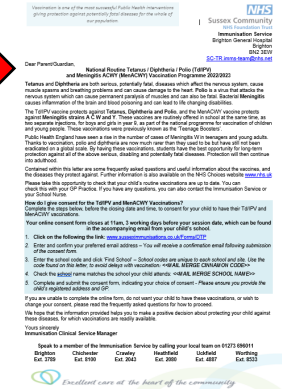 Vaccination is one of the most successful Public Health interventions
giving protection against potentially fatal diseases for the whole of
our population.
NHS
Sussex Community
NHS Foundation Trust
Immunisation Service
Brighton General Hospital
Brighton
BN2 3EW
SC-TR.imms-team@nhs.net
Dear Parent/Guardian,
National Routine Tetanus / Diphtheria / Polio (Td/IPV)
and Meningitis ACWY (MenACWY) Vaccination Programme 2022/2023
Tetanus and Diphtheria are both serious, potentially fatal, diseases which affect the nervous system, cause
muscle spasms and breathing problems and can cause damage to the heart. Polio is a virus that attacks the
nervous system which can cause permanent paralysis of muscles and can also be fatal. Bacterial Meningitis
causes inflammation of the brain and blood poisoning and can lead to life changing disabilities.
The Td/IPV vaccine protects against Tetanus, Diphtheria and Polio, and the MenACWY vaccine protects
against Meningitis strains A C W and Y. These vaccines are routinely offered in school at the same time, as
two separate injections, for boys and girls in year 9, as part of the national programme for vaccination of children
and young people. These vaccinations were previously known as the 'Teenage Boosters'.
Public Health England have seen a rise in the number of cases of Meningitis W in teenagers and young adults.
Thanks to vaccination, polio and diphtheria are now much rarer than they used to be but have still not been
eradicated on a global scale. By having these vaccinations, students have the best opportunity for long-term
protection against all of the above serious, disabling and potentially fatal diseases. Protection will then continue
into adulthood.
Contained within this letter are some frequently asked questions and useful information about the vaccines, and
the diseases they protect against. Further information is also available on the NHS Choices website www.nhs.uk
Please take this opportunity to check that your child's routine vaccinations are up to date. You can
check this with your GP Practice. If you have any questions, you can also contact the Immunisation Service or
your School Nurse.
How do I give consent for the Td/IPV and MenACWY Vaccinations?
Complete the steps below, before the closing date and time, to consent for your child to have their Td/IPV and
MenACWY vaccinations.
Your online consent form closes at 11am, 3 working days before your session date, which can be found
in the accompanying email from your child's school.
1. Click on the following link: www.susseximmunisations.co.uk/Forms/DTP
2. Enter and confirm your preferred email address – You will receive a confirmation email following submission
of the consent form.
3. Enter the school code and click 'Find School' – School codes are unique to each school and site. Use the
code found on this letter, to avoid delays with vaccination. <<MAIL MERGE CINNAMON CODE>>
4. Check the school name matches the school your child attends: <<MAIL MERGE SCHOOL NAME>>
5. Complete and submit the consent form, indicating your choice of consent - Please ensure you provide the
child's registered address and GP.
If you are unable to complete the online form, do not want your child to have these vaccinations, or wish to
change your consent, please read the frequently asked questions for how to proceed.
We hope that the information provided helps you to make a positive decision about protecting your child against
these diseases, for which vaccinations are readily available.
Yours sincerely
Immunisation Clinical Service Manager
Speak to a member of the Immunisation Service by calling your local team on 01273 696011
Brighton Chichester Crawley Heathfield Uckfield Worthing
Ext. 3789 Ext. 8100 Ext. 2043 Ext. 2080 Ext. 4087 Ext. 8533
Excellent care at the heart of the community